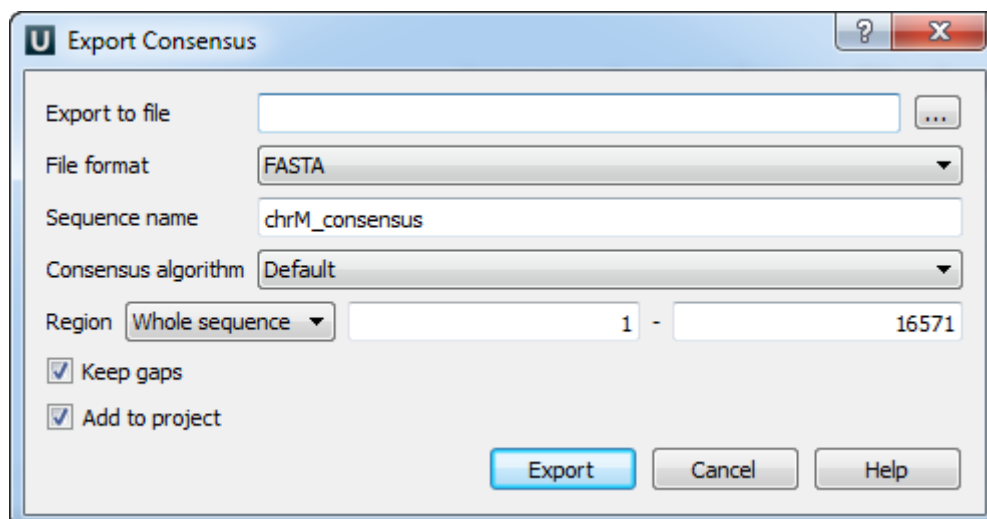 U Export Consensus ? X
Export to file ...
File format FASTA
Sequence name chrM_consensus
Consensus algorithm Default
Region Whole sequence 1 - 16571
Keep gaps
Add to project
Export Cancel Help